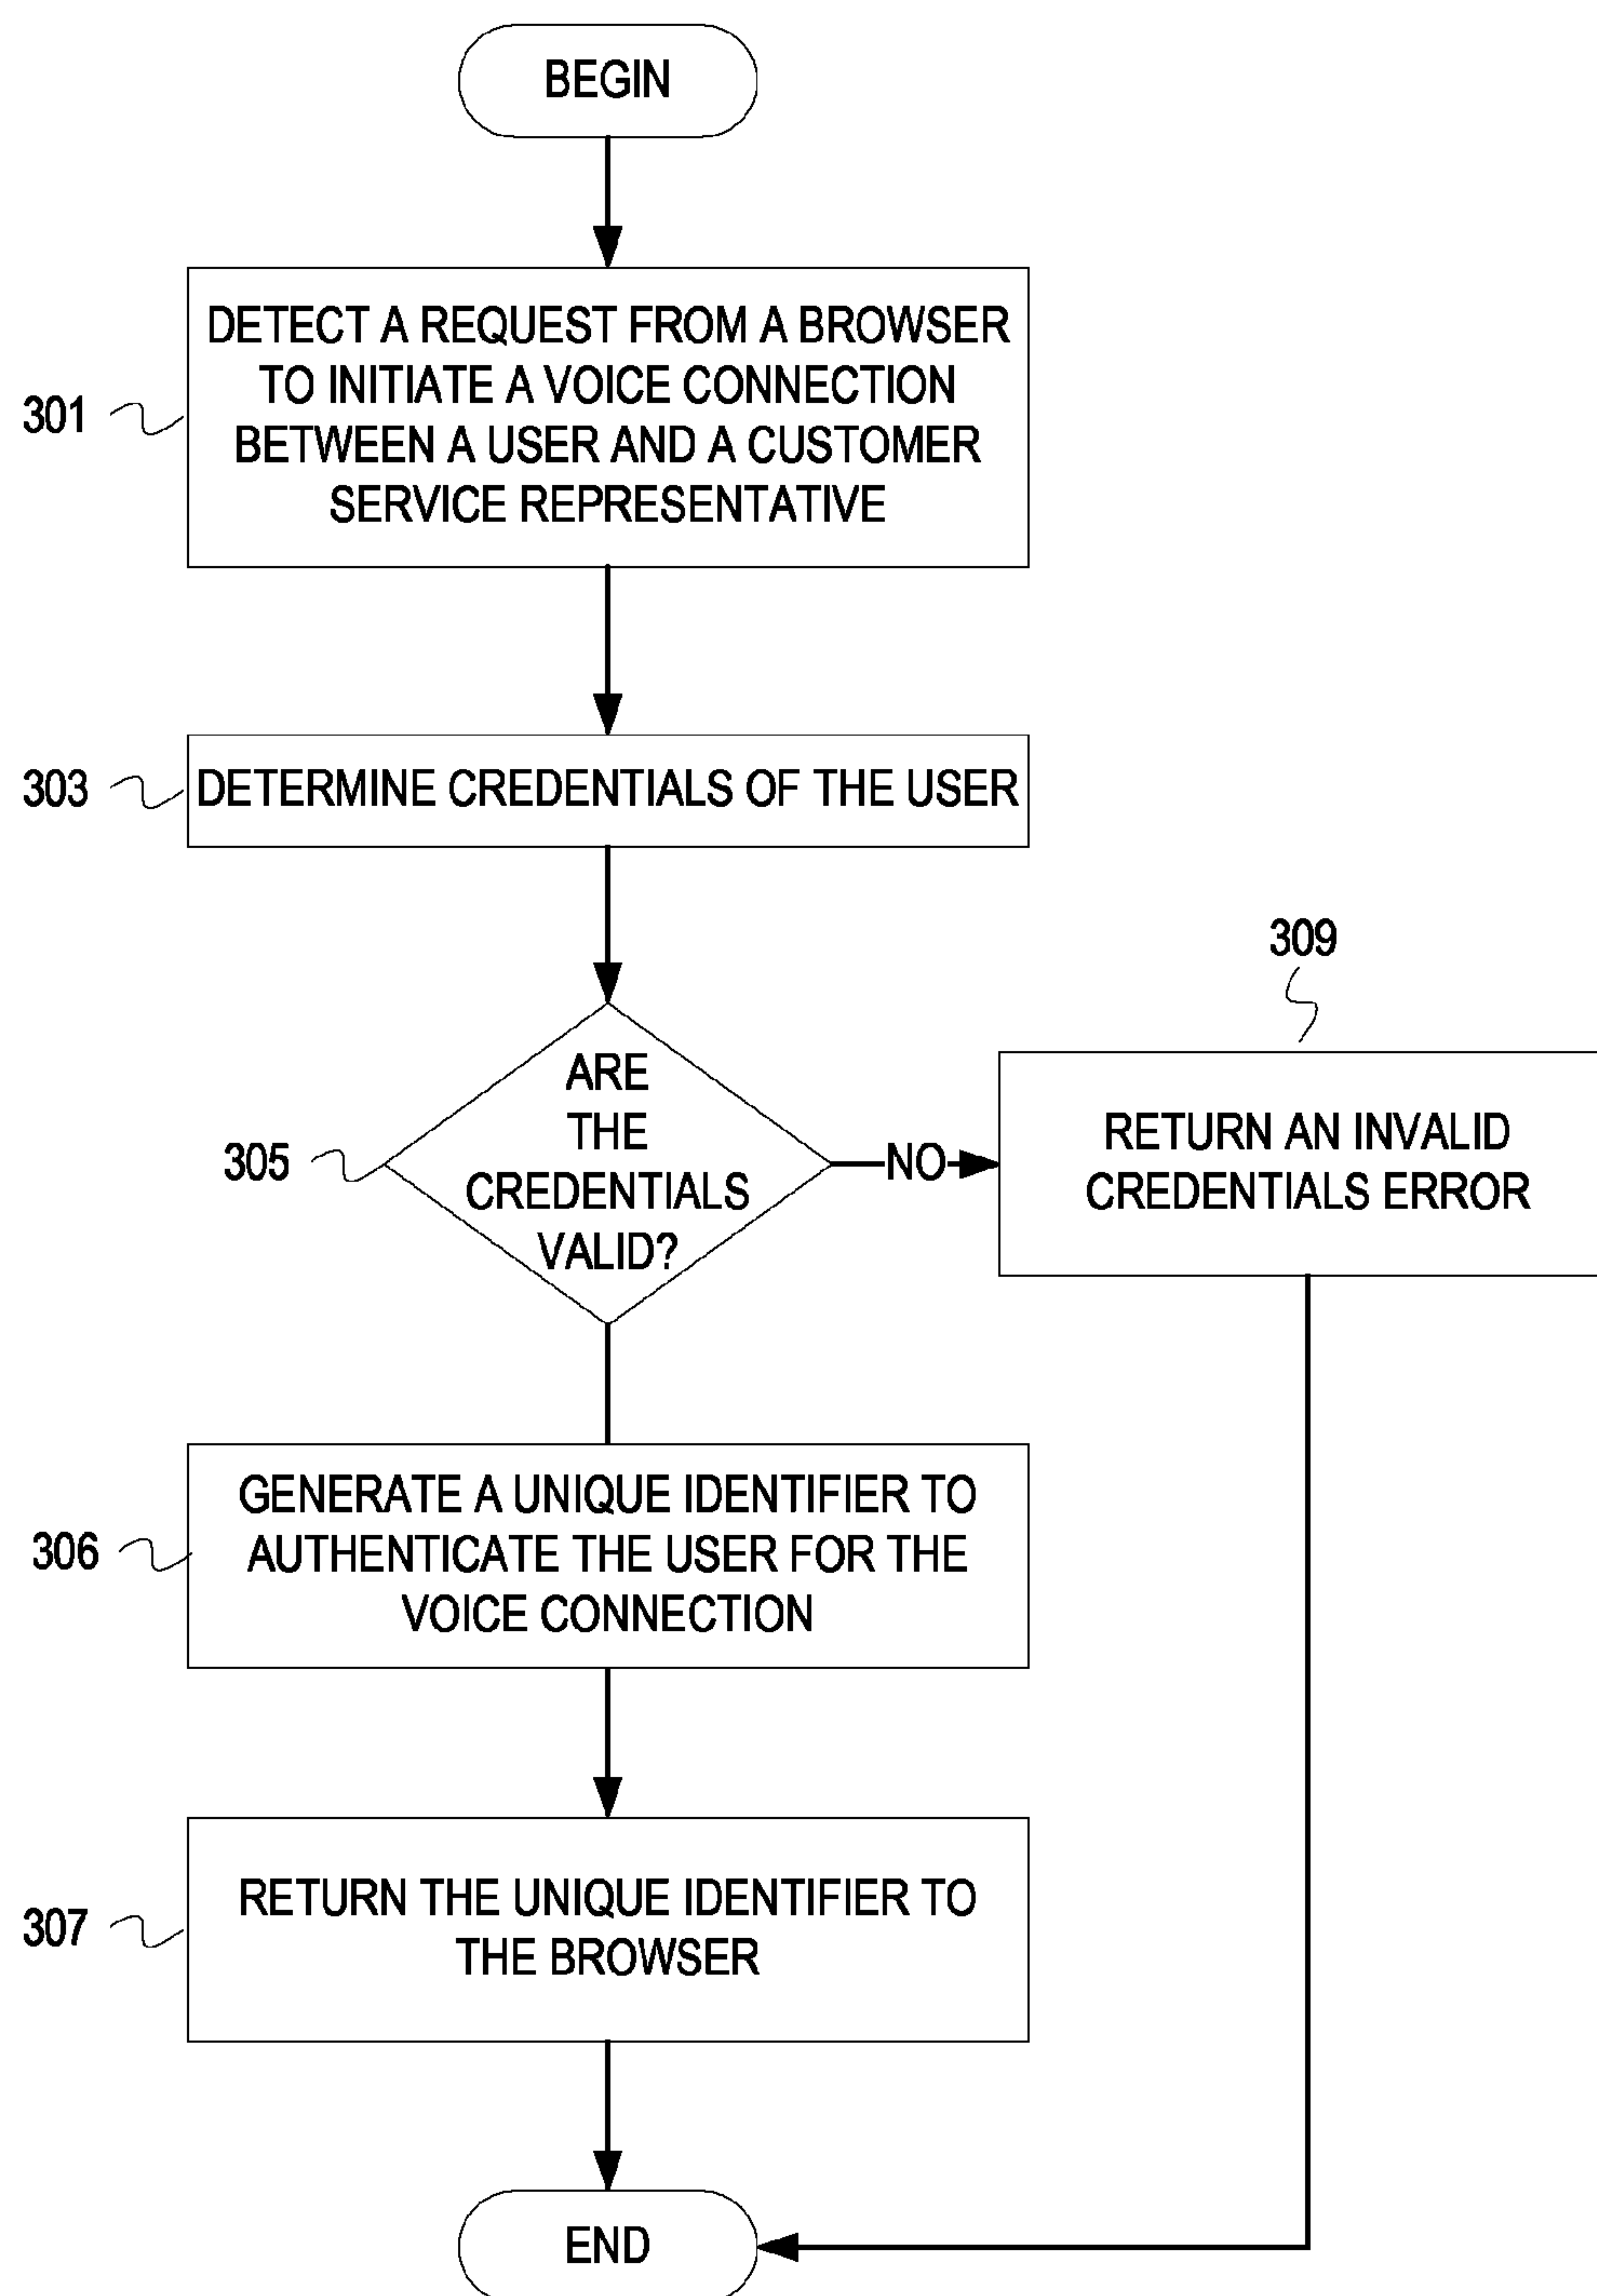 BEGIN
301
DETECT A REQUEST FROM A BROWSER
TO INITIATE A VOICE CONNECTION
BETWEEN A USER AND A CUSTOMER
SERVICE REPRESENTATIVE
303
DETERMINE CREDENTIALS OF THE USER
305
ARE
THE
CREDENTIALS
VALID?
NO
309
RETURN AN INVALID
CREDENTIALS ERROR
306
GENERATE A UNIQUE IDENTIFIER TO
AUTHENTICATE THE USER FOR THE
VOICE CONNECTION
307
RETURN THE UNIQUE IDENTIFIER TO
THE BROWSER
END